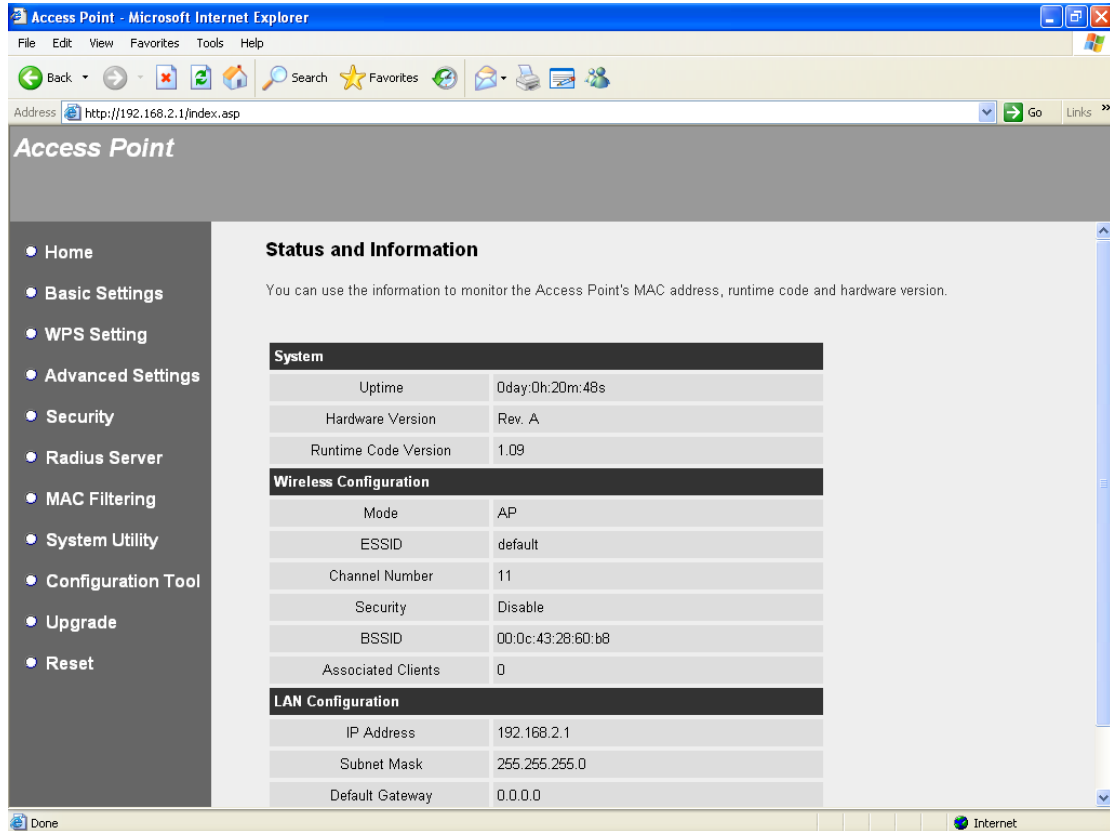 Access Point - Microsoft Internet Explorer
File Edit View Favorites Tools Help
Back Search Favorites
Address http://192.168.2.1/index.asp Go Links »
Access Point
Home
Basic Settings
WPS Setting
Advanced Settings
Security
Radius Server
MAC Filtering
System Utility
Configuration Tool
Upgrade
Reset
Status and Information
You can use the information to monitor the Access Point's MAC address, runtime code and hardware version.
System
Uptime 0day:0h:20m:48s
Hardware Version Rev. A
Runtime Code Version 1.09
Wireless Configuration
Mode AP
ESSID default
Channel Number 11
Security Disable
BSSID 00:0c:43:28:60:b8
Associated Clients 0
LAN Configuration
IP Address 192.168.2.1
Subnet Mask 255.255.255.0
Default Gateway 0.0.0.0
Done Internet